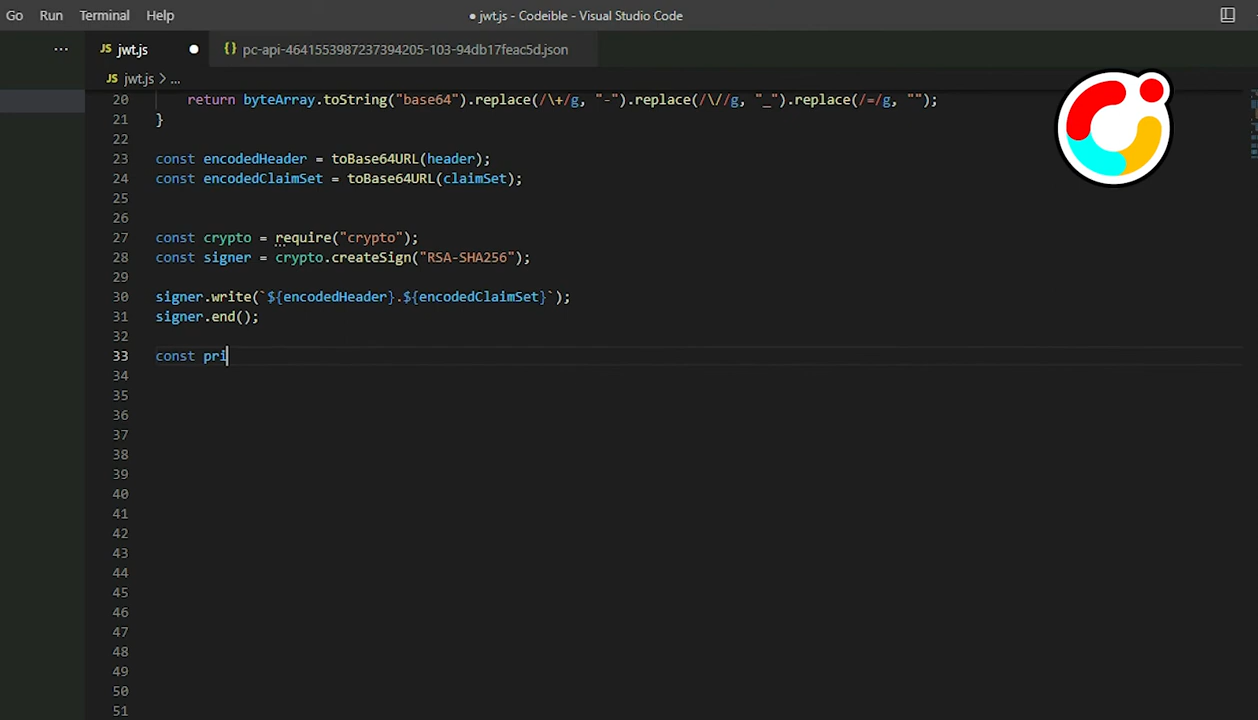 Go Run Terminal Help
● jwt.js - Codeible - Visual Studio Code
... JS jwt.js ● {} pc-api-4641553987237394205-103-94db17feac5d.json
JS jwt.js > ...
20 return byteArray.toString("base64").replace(/\+/g, "-").replace(/\//g, "_").replace(/=/g, "");
21 }
22
23 const encodedHeader = toBase64URL(header);
24 const encodedClaimSet = toBase64URL(claimSet);
25
26
27 const crypto = require("crypto");
28 const signer = crypto.createSign("RSA-SHA256");
29
30 signer.write(`${encodedHeader}.${encodedClaimSet}`);
31 signer.end();
32
33 const pri
34
35
36
37
38
39
40
41
42
43
44
45
46
47
48
49
50
51